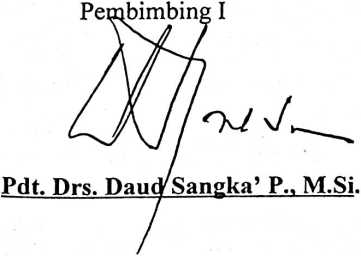 Pembimbing I
Pdt. Drs. Daud Sangka' P., M.Si.